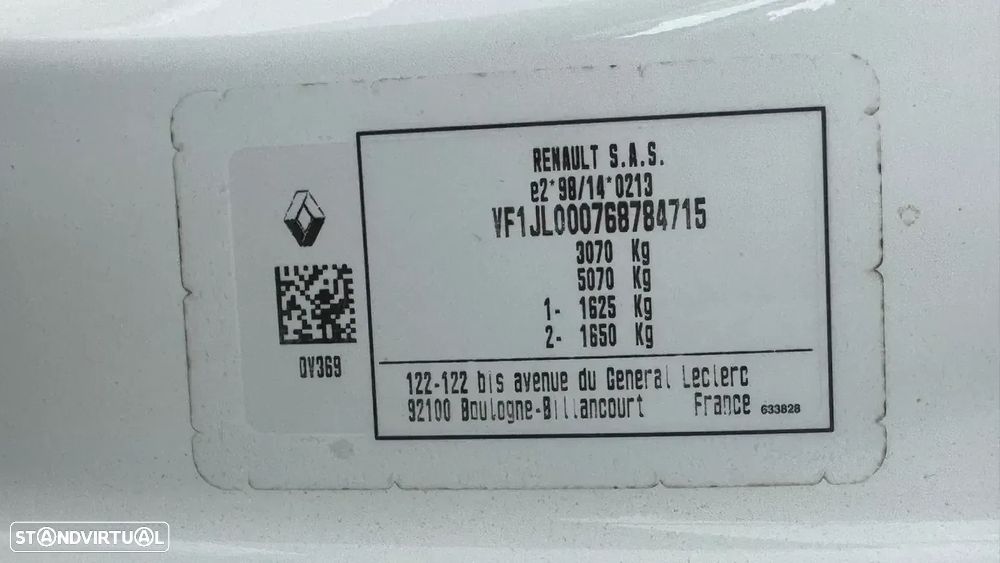 RENAULT S.A.S.
e2*98/14*0213
VF1JL000768784715
3070 Kg
5070 Kg
1- 1625 Kg
2- 1650 Kg
0V369
122-122 bis avenue du General Leclerc
92100 Boulogne-Billancourt France 633828
STANDVIRTUAL